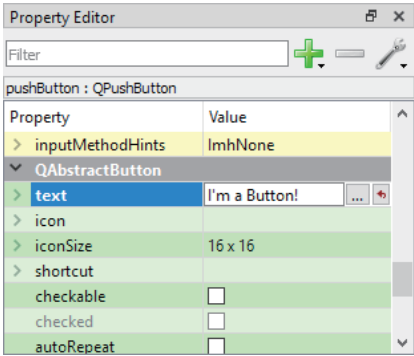 Property Editor
Filter
pushButton : QPushButton
Property Value
inputMethodHints ImhNone
QAbstractButton
text I'm a Button! ...
icon
iconSize 16 x 16
shortcut
checkable
checked
autoRepeat